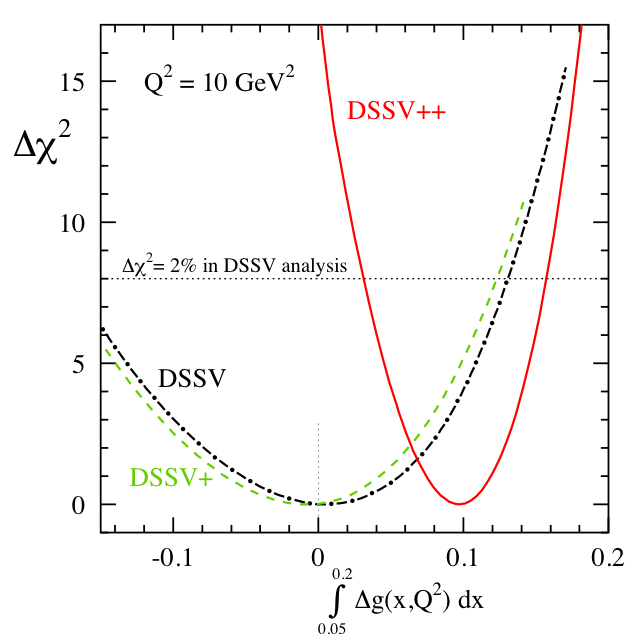 Q² = 10 GeV²
15
DSSV++
Δχ²
10
Δχ²= 2% in DSSV analysis
5
DSSV
DSSV+
0
-0.1 0 0.1 0.2
0.2
∫ Δg(x,Q²) dx
0.05